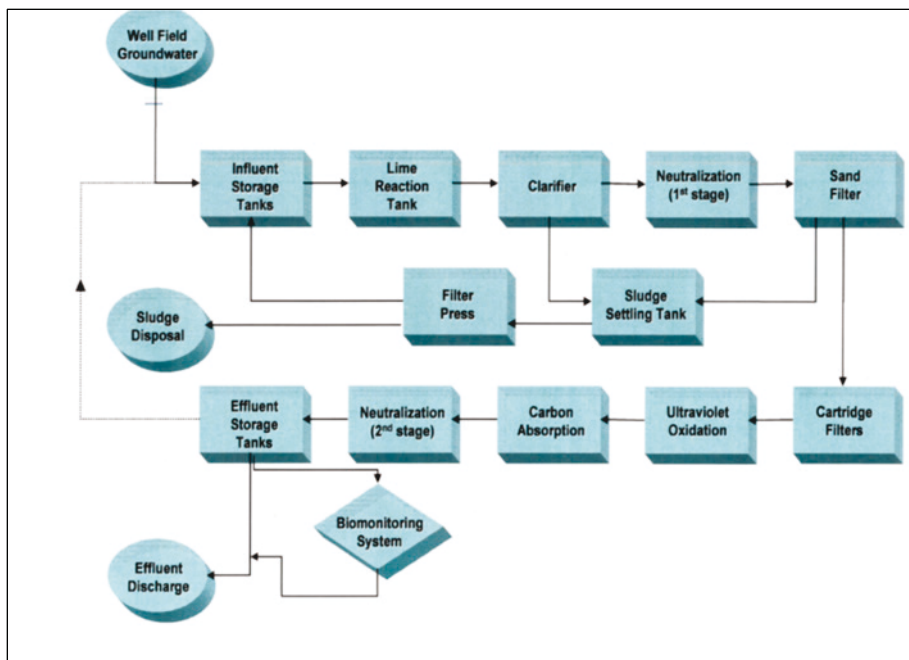 Well Field
Groundwater
Influent
Storage
Tanks
Lime
Reaction
Tank
Clarifier
Neutralization
(1st stage)
Sand
Filter
Filter
Press
Sludge
Settling Tank
Sludge
Disposal
Effluent
Storage
Tanks
Neutralization
(2nd stage)
Carbon
Absorption
Ultraviolet
Oxidation
Cartridge
Filters
Biomonitoring
System
Effluent
Discharge